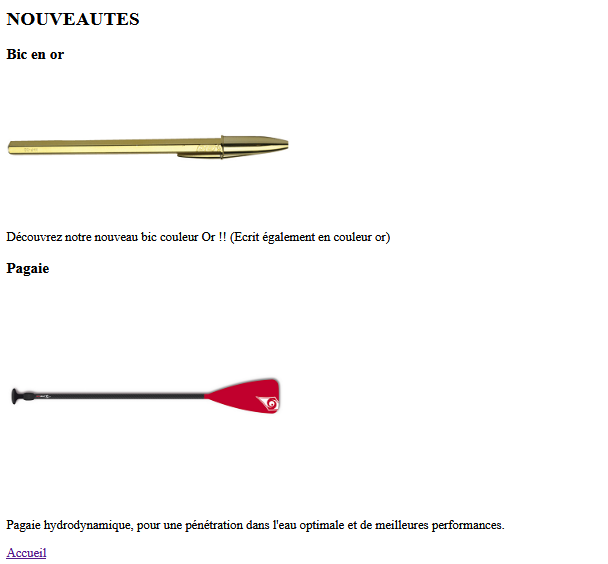 NOUVEAUTES
Bic en or
Découvrez notre nouveau bic couleur Or !! (Ecrit également en couleur or)
Pagaie
Pagaie hydrodynamique, pour une pénétration dans l'eau optimale et de meilleures performances.
Accueil